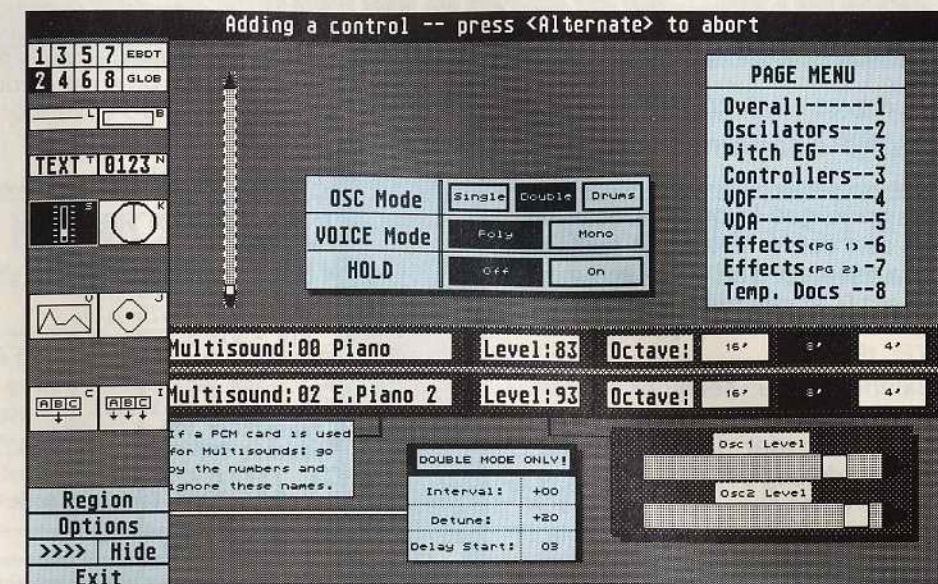 Adding a control -- press <Alternate> to abort
1 3 5 7 EBDT
2 4 6 8 GLOB
L B
TEXT T 0123 N
S K
V J
ABC C ABC I
Region
Options
>>>> Hide
Exit
OSC Mode Single Double Drums
VOICE Mode Poly Mono
HOLD Off On
PAGE MENU
Overall------1
Oscilators---2
Pitch EG-----3
Controllers--3
VDF----------4
VDA----------5
Effects(PG 1)-6
Effects(PG 2)-7
Temp. Docs --8
Multisound:00 Piano Level:83 Octave: 16' 8' 4'
Multisound:02 E.Piano 2 Level:93 Octave: 16' 8' 4'
If a PCM card is used
for Multisounds: go
by the numbers and
ignore these names.
DOUBLE MODE ONLY!
Interval: +00
Detune: +20
Delay Start: 03
Osc1 Level
Osc2 Level